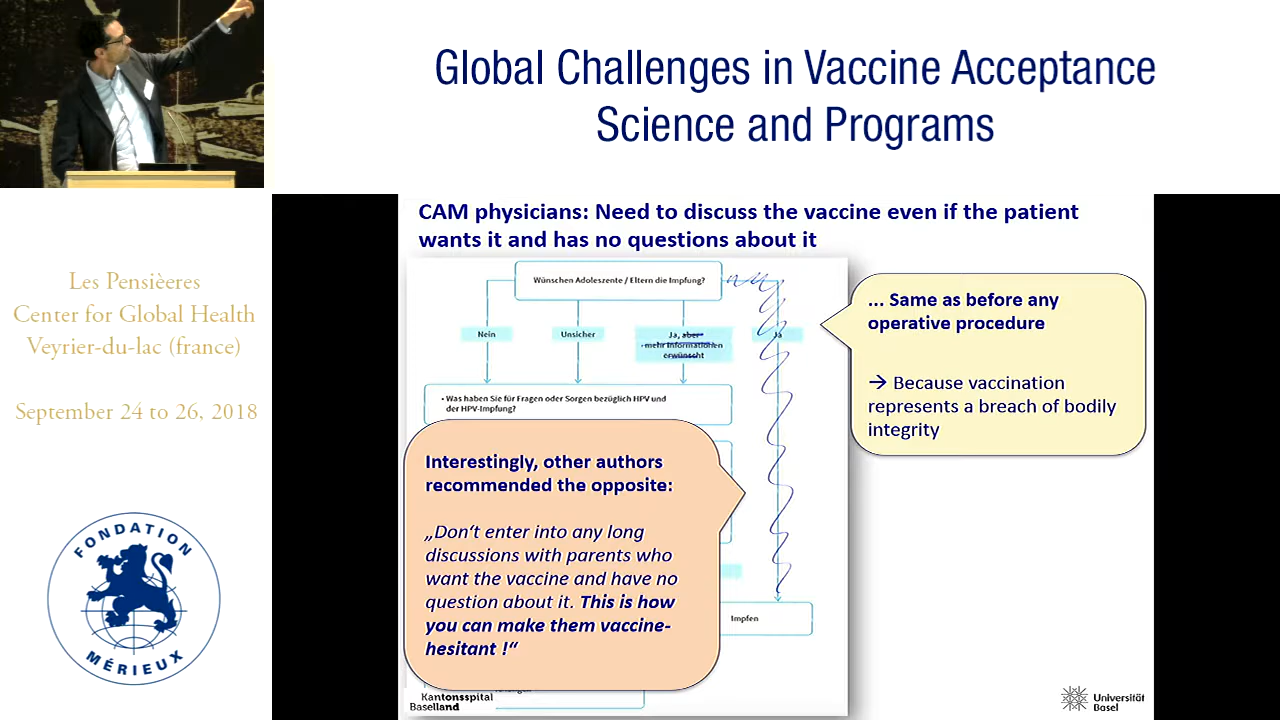 Global Challenges in Vaccine Acceptance
Science and Programs
Les Pensièeres
Center for Global Health
Veyrier-du-lac (france)
September 24 to 26, 2018
FONDATION
MÉRIEUX
CAM physicians: Need to discuss the vaccine even if the patient
wants it and has no questions about it
Wünschen Adoleszente / Eltern die Impfung?
Nein
Unsicher
Ja, aber
- mehr Informationen
erwünscht
Ja
• Was haben Sie für Fragen oder Sorgen bezüglich HPV und
der HPV-Impfung?
... Same as before any
operative procedure
→ Because vaccination
represents a breach of bodily
integrity
Interestingly, other authors
recommended the opposite:
„Don't enter into any long
discussions with parents who
want the vaccine and have no
question about it. This is how
you can make them vaccine-
hesitant !“
Impfen
Kantonsspital
Baselland
Universität
Basel